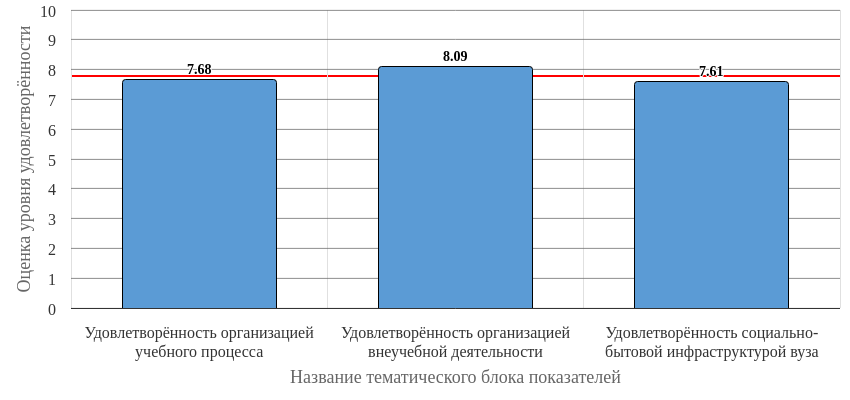 Оценка уровня удовлетворённости
10
9
8
7
6
5
4
3
2
1
0
7.68
8.09
7.61
Удовлетворённость организацией
учебного процесса
Удовлетворённость организацией
внеучебной деятельности
Удовлетворённость социально-
бытовой инфраструктурой вуза
Название тематического блока показателей